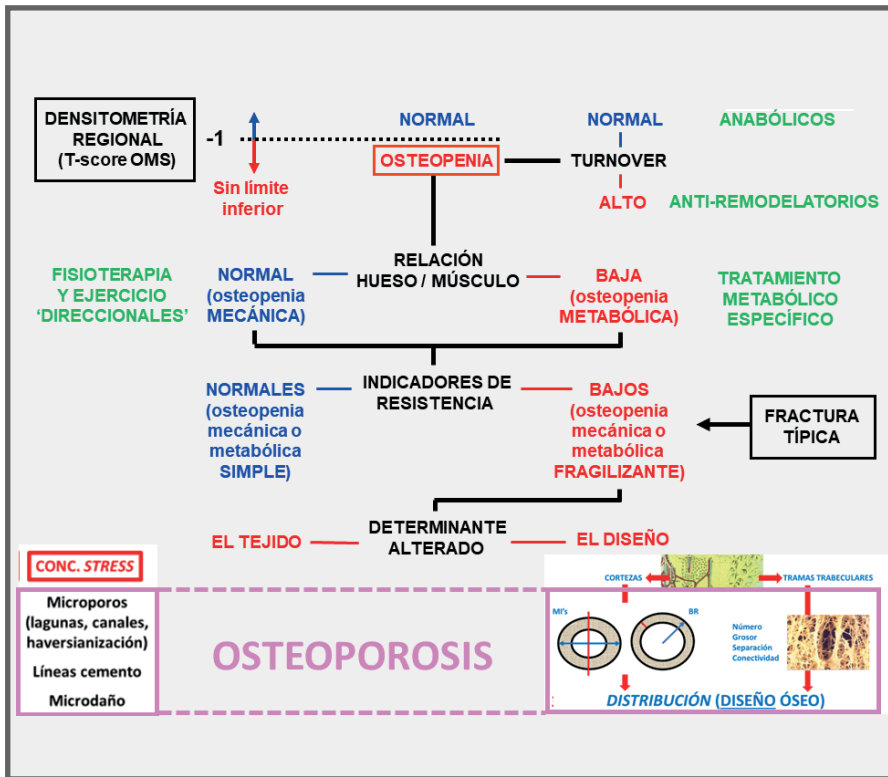 DENSITOMETRÍA
REGIONAL
(T-score OMS)
-1
Sin límite
inferior
NORMAL
OSTEOPENIA
NORMAL
TURNOVER
ALTO
ANABÓLICOS
ANTI-REMODELATORIOS
FISIOTERAPIA
Y EJERCICIO
‘DIRECCIONALES’
NORMAL
(osteopenia
MECÁNICA)
RELACIÓN
HUESO / MÚSCULO
BAJA
(osteopenia
METABÓLICA)
TRATAMIENTO
METABÓLICO
ESPECÍFICO
NORMALES
(osteopenia
mecánica o
metabólica
SIMPLE)
INDICADORES DE
RESISTENCIA
BAJOS
(osteopenia
mecánica o
metabólica
FRAGILIZANTE)
FRACTURA
TÍPICA
EL TEJIDO
DETERMINANTE
ALTERADO
EL DISEÑO
CONC. STRESS
Microporos
(lagunas, canales,
haversianización)
Líneas cemento
Microdaño
OSTEOPOROSIS
CORTEZAS
TRAMAS TRABECULARES
MI's
BR
Número
Grosor
Separación
Conectividad
DISTRIBUCIÓN (DISEÑO ÓSEO)